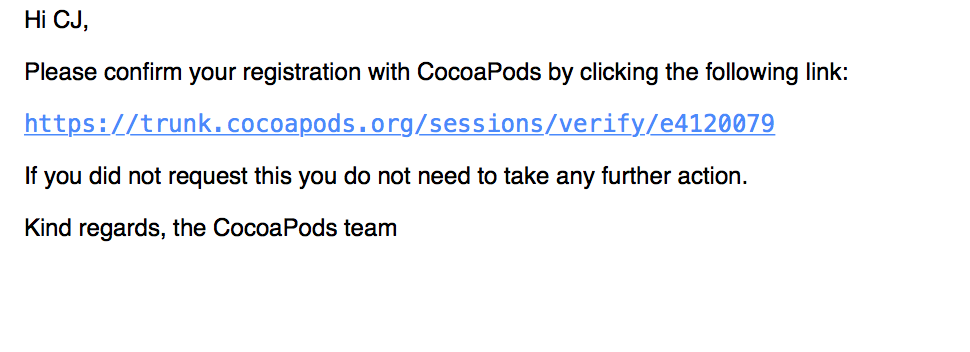 Hi CJ,
Please confirm your registration with CocoaPods by clicking the following link:
https://trunk.cocoapods.org/sessions/verify/e4120079
If you did not request this you do not need to take any further action.
Kind regards, the CocoaPods team